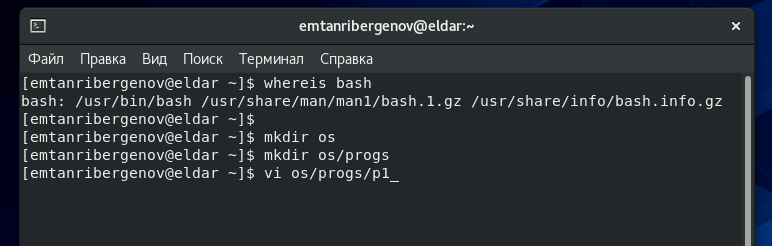 emtanribergenov@eldar:~
Файл Правка Вид Поиск Терминал Справка
[emtanribergenov@eldar ~]$ whereis bash
bash: /usr/bin/bash /usr/share/man/man1/bash.1.gz /usr/share/info/bash.info.gz
[emtanribergenov@eldar ~]$
[emtanribergenov@eldar ~]$ mkdir os
[emtanribergenov@eldar ~]$ mkdir os/progs
[emtanribergenov@eldar ~]$ vi os/progs/p1_